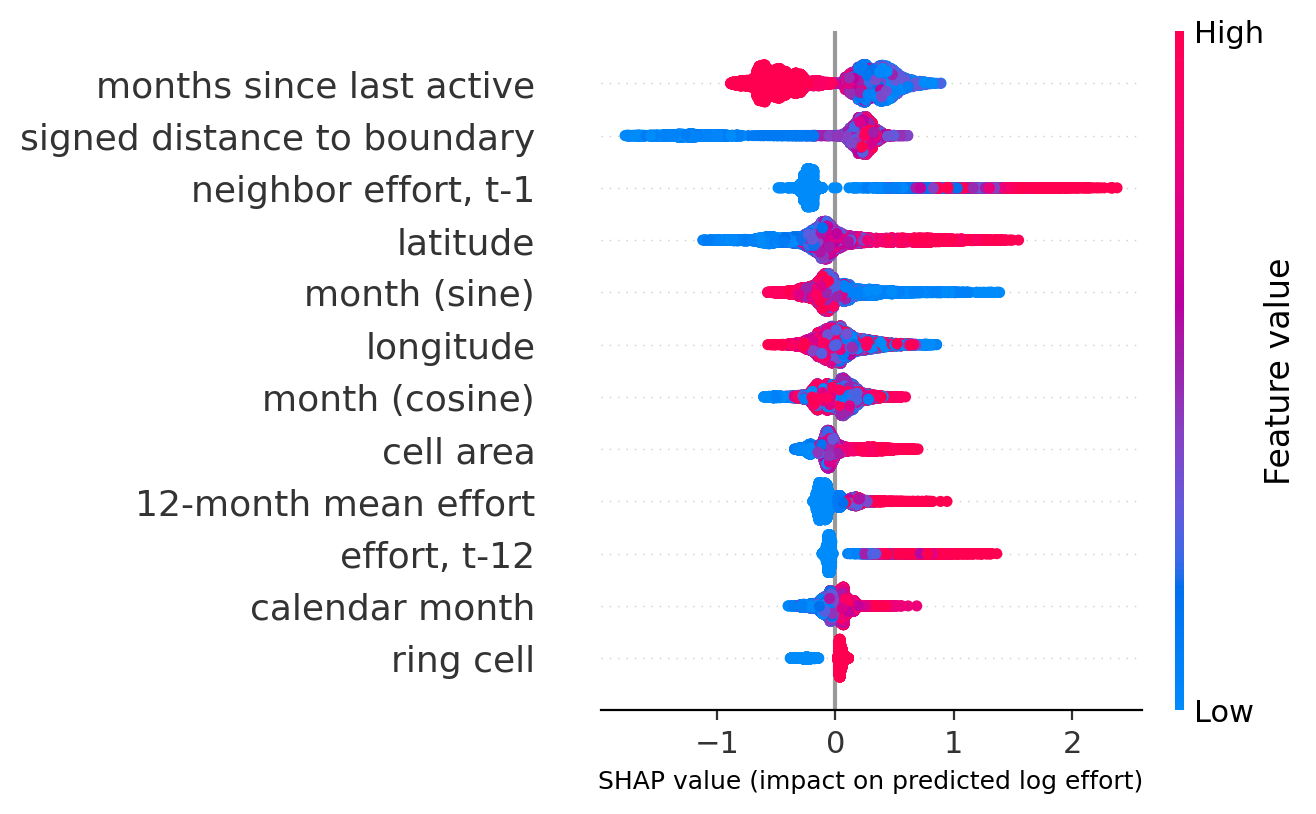 High
months since last active
signed distance to boundary
neighbor effort, t-1
latitude
month (sine)
longitude
month (cosine)
cell area
12-month mean effort
effort, t-12
calendar month
ring cell
Feature value
Low
−1 0 1 2
SHAP value (impact on predicted log effort)